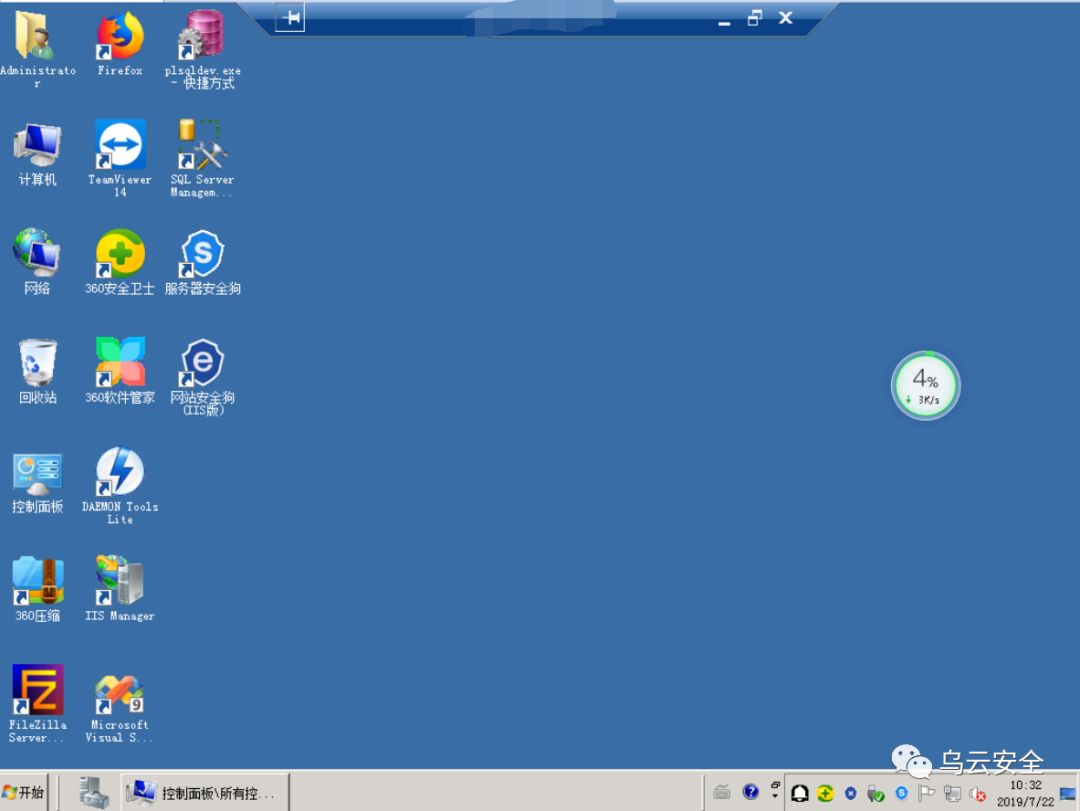 Administrato
r
Firefox
plsqldev.exe
- 快捷方式
计算机
TeamViewer
14
SQL Server
Managem...
网络
360安全卫士
服务器安全狗
回收站
360软件管家
网站安全狗
(IIS版)
控制面板
DAEMON Tools
Lite
360压缩
IIS Manager
FileZilla
Server...
Microsoft
Visual S...
9
4%
3K/s
乌云安全
开始
控制面板\所有控...
10:32
2019/7/22